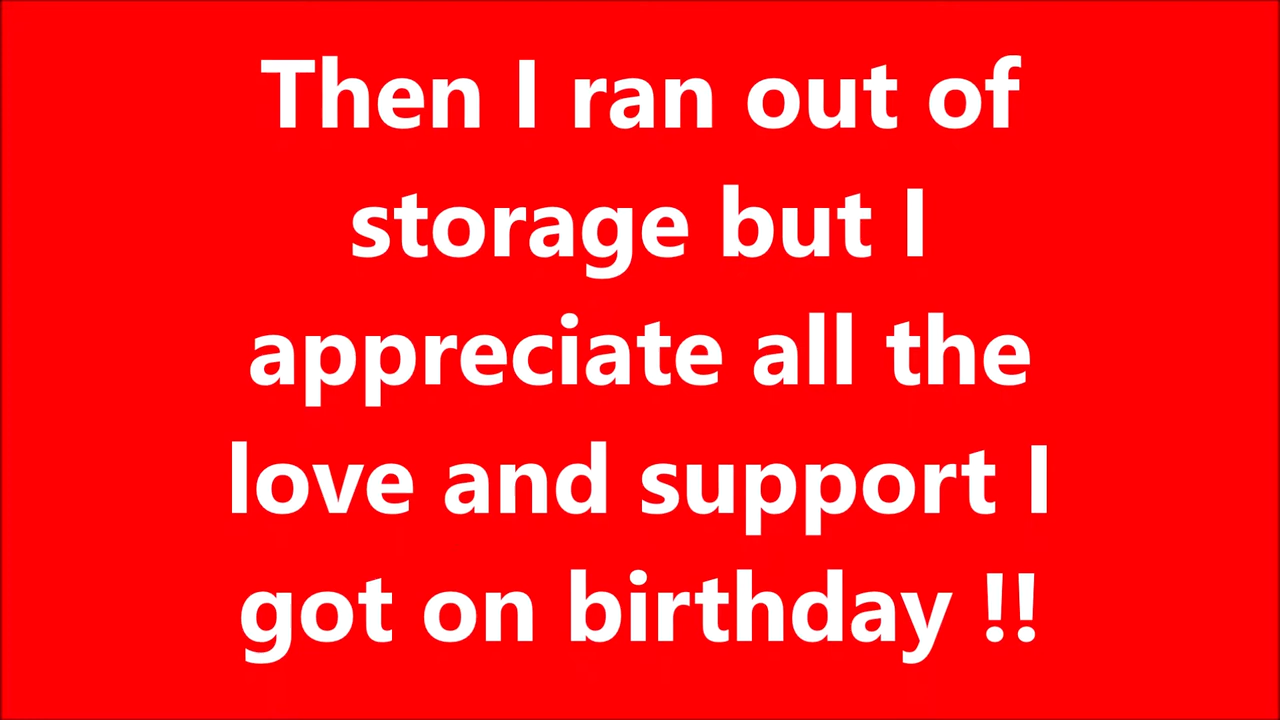 Then I ran out of
storage but I
appreciate all the
love and support I
got on birthday !!